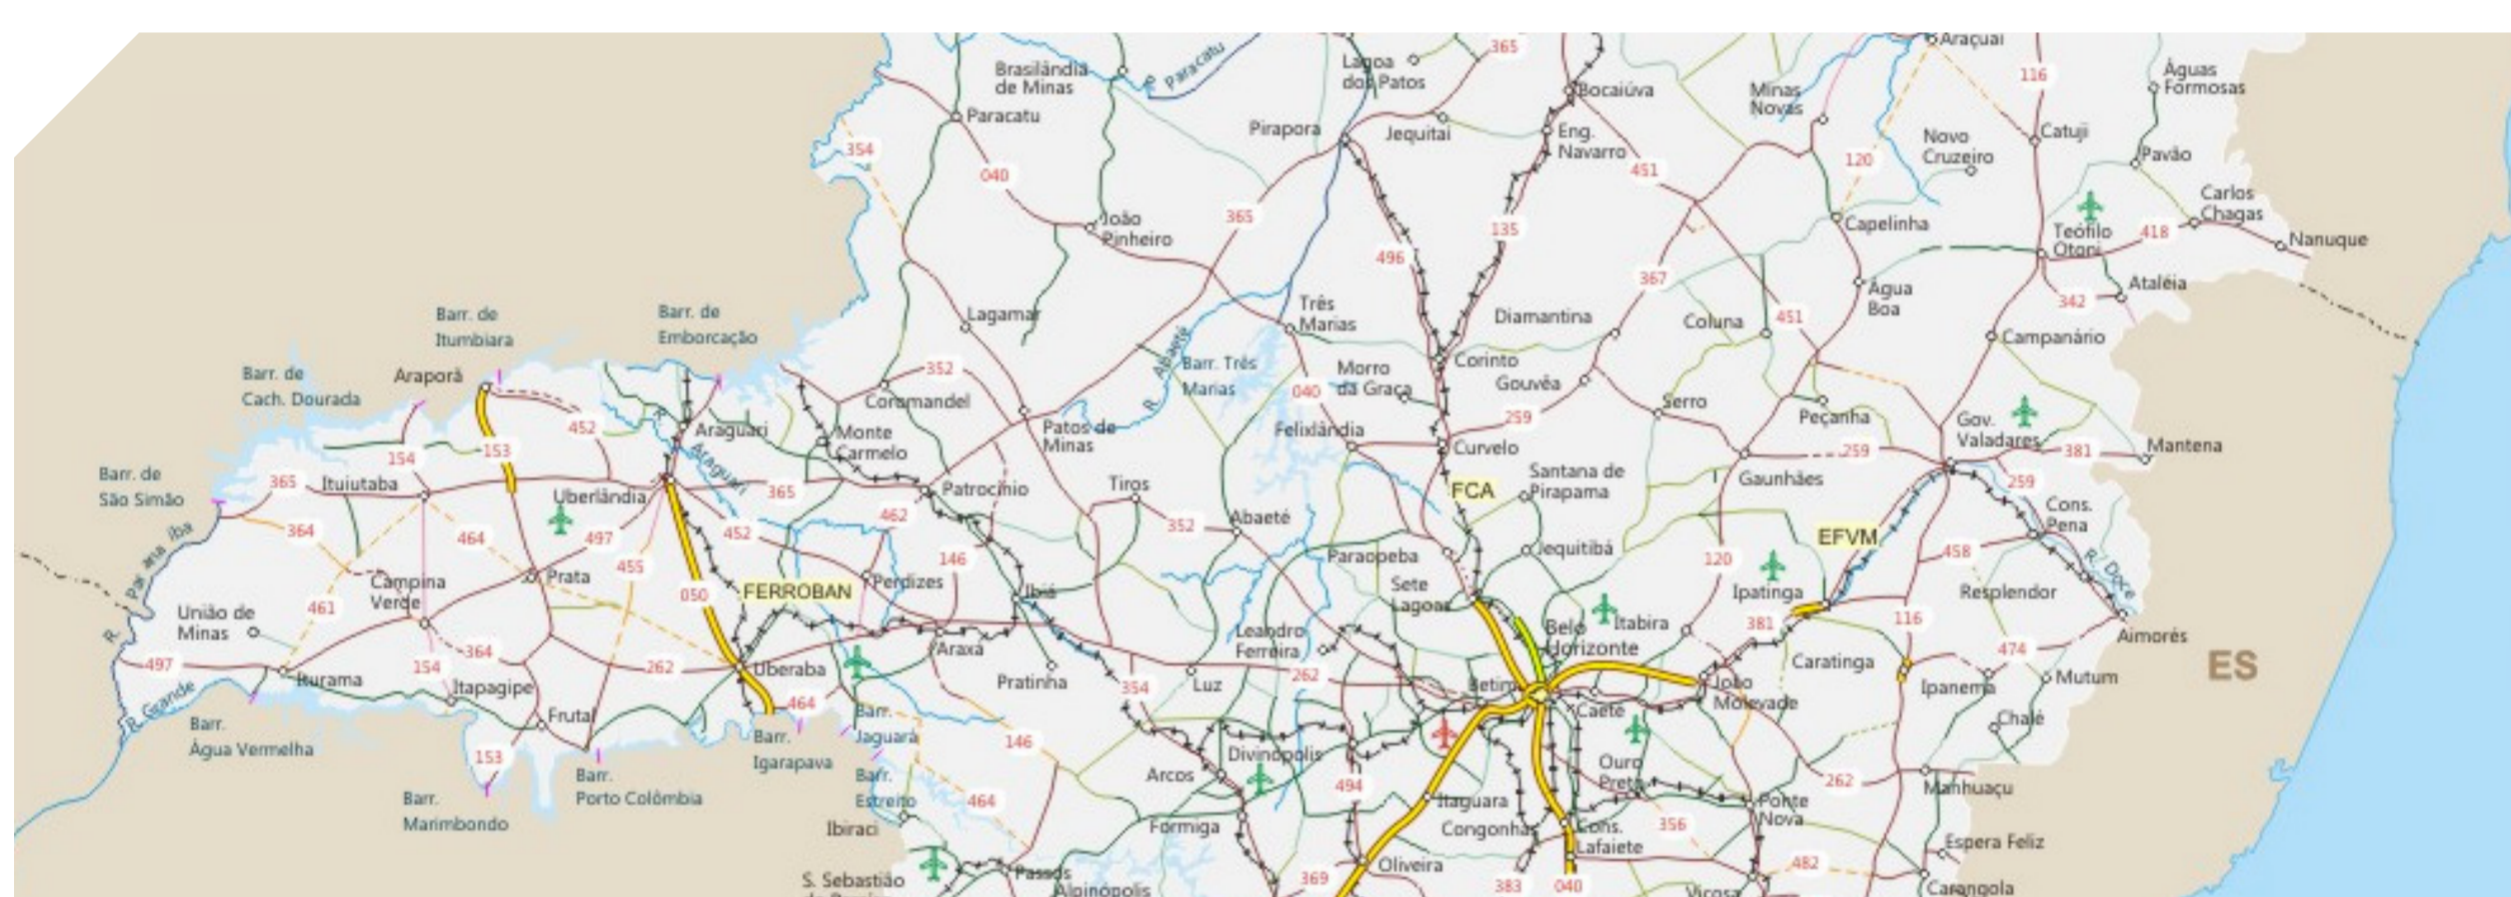 Araçuaí
365
R. Paracatu
Lagoa
dos Patos
Brasilândia
de Minas
116
Águas
Formosas
Bocaiúva
Minas
Novas
Paracatu
Pirapora
Jequitaí
Eng.
Navarro
Novo
Cruzeiro
Catuji
354
040
451
120
Pavão
Carlos
Chagas
João
Pinheiro
365
135
Capelinha
Teófilo
Otoni
418
Nanuque
496
367
Água
Boa
342
Ataléia
Barr. de
Itumbiara
Barr. de
Emborcação
Lagamar
Três
Marias
Diamantina
Coluna
451
Campanário
R. Abaeté
Barr. Três
Marias
Corinto
Morro
da Graça
Gouvêa
Barr. de
Cach. Dourada
Araporã
352
Coromandel
040
Serro
Peçanha
452
R. Araguari
Araguari
Monte
Carmelo
Patos de
Minas
Felixlândia
259
Curvelo
Gov.
Valadares
259
381
Mantena
154
153
Barr. de
São Simão
365
Ituiutaba
Uberlândia
365
Patrocínio
Tiros
FCA
Santana de
Pirapama
Gaunhães
259
Cons.
Pena
R. Paranaíba
364
464
497
452
462
352
Abaeté
Paraopeba
Jequitibá
EFVM
458
R. Doce
Campina
Verde
Prata
455
050
FERROBAN
Perdizes
146
Ibiá
Sete
Lagoas
120
Ipatinga
Resplendor
União de
Minas
461
Leandro
Ferreira
Belo
Horizonte
Itabira
381
116
Aimorés
497
Iturama
154
364
262
Uberaba
Araxá
Pratinha
354
Luz
262
Betim
João
Molevade
Caratinga
474
Ipanema
Mutum
ES
R. Grande
Itapagipe
Frutal
464
Caeté
Barr.
Água Vermelha
153
Barr.
Igarapava
Barr.
Jaguará
146
Divinópolis
Chalé
Barr.
Marimbondo
Barr.
Porto Colômbia
Barr.
Estreito
464
Arcos
494
Ouro
Preto
262
Manhuaçu
Ibiraci
Formiga
Itaguara
Congonhas
Cons.
Lafaiete
356
Ponte
Nova
Espera Feliz
S. Sebastião
Passos
Alpinópolis
369
Oliveira
383
040
482
Viçosa
Carangola